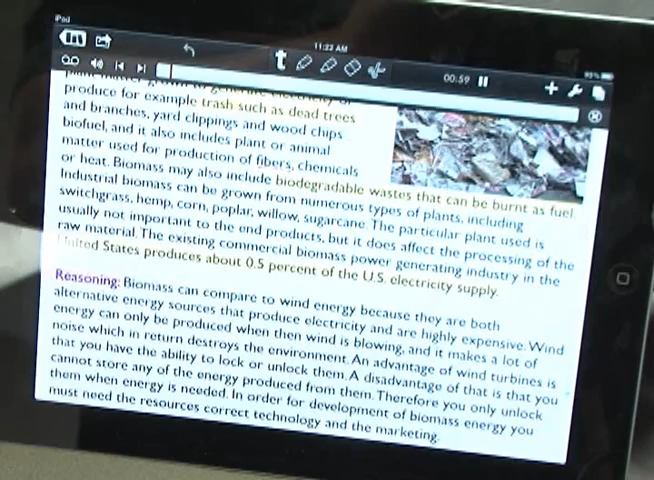 iPad
11:23 AM
93%
t
00:59
plant matter grown to generate electricity or
produce for example trash such as dead trees
and branches, yard clippings and wood chips
biofuel, and it also includes plant or animal
matter used for production of fibers, chemicals
or heat. Biomass may also include biodegradable wastes that can be burnt as fuel.
Industrial biomass can be grown from numerous types of plants, including
switchgrass, hemp, corn, poplar, willow, sugarcane. The particular plant used is
usually not important to the end products, but it does affect the processing of the
raw material. The existing commercial biomass power generating industry in the
United States produces about 0.5 percent of the U.S. electricity supply.
Reasoning: Biomass can compare to wind energy because they are both
alternative energy sources that produce electricity and are highly expensive. Wind
energy can only be produced when then wind is blowing, and it makes a lot of
noise which in return destroys the environment. An advantage of wind turbines is
that you have the ability to lock or unlock them. A disadvantage of that is that you
cannot store any of the energy produced from them. Therefore you only unlock
them when energy is needed. In order for development of biomass energy you
must need the resources correct technology and the marketing.